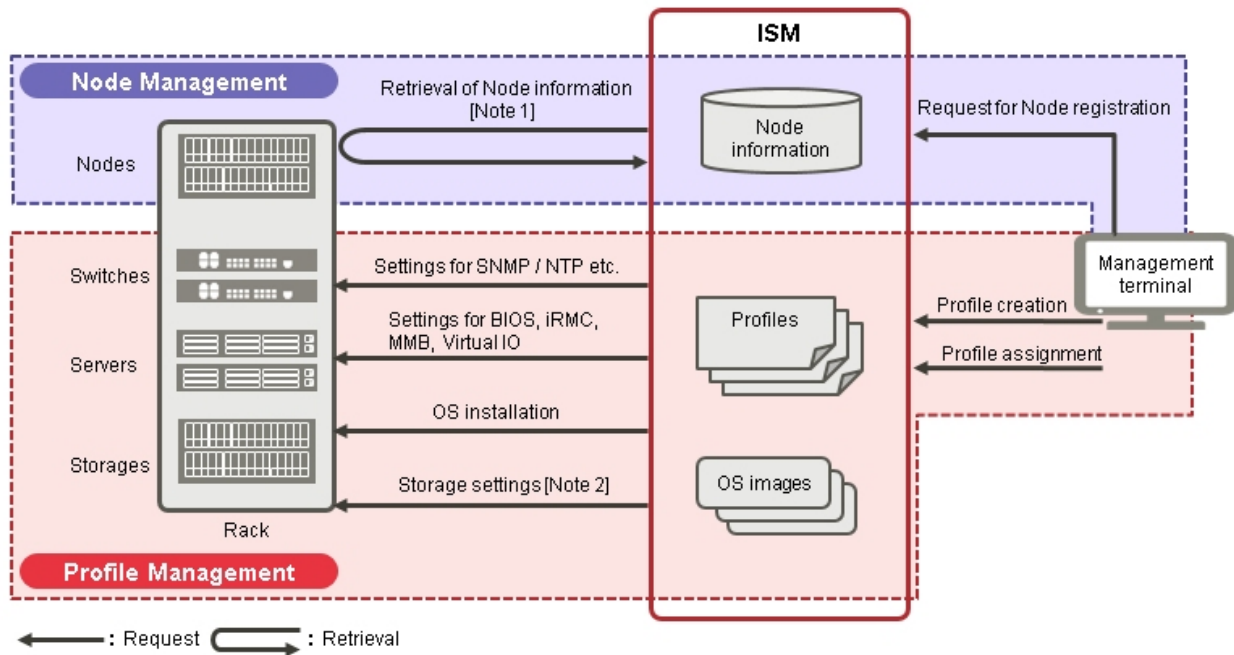 ISM
Node Management
Retrieval of Node information
[Note 1]
Node
information
Request for Node registration
Nodes
Management
terminal
Switches
Settings for SNMP / NTP etc.
Profile creation
Settings for BIOS, iRMC,
MMB, Virtual IO
Profiles
Profile assignment
Servers
OS installation
Storages
Storage settings [Note 2]
OS images
Rack
Profile Management
: Request
: Retrieval